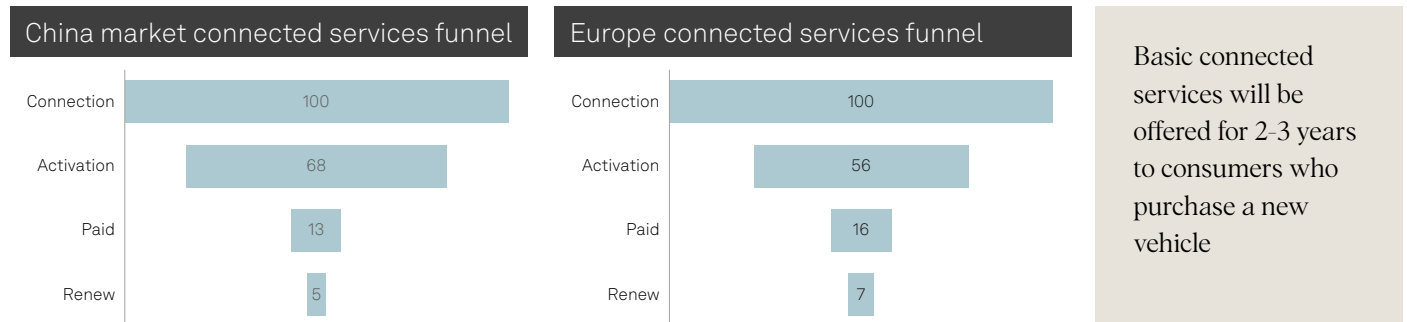 China market connected services funnel
Connection
100
Activation
68
Paid
13
Renew
5
Europe connected services funnel
Connection
100
Activation
56
Paid
16
Renew
7
Basic connected
services will be
offered for 2-3 years
to consumers who
purchase a new
vehicle